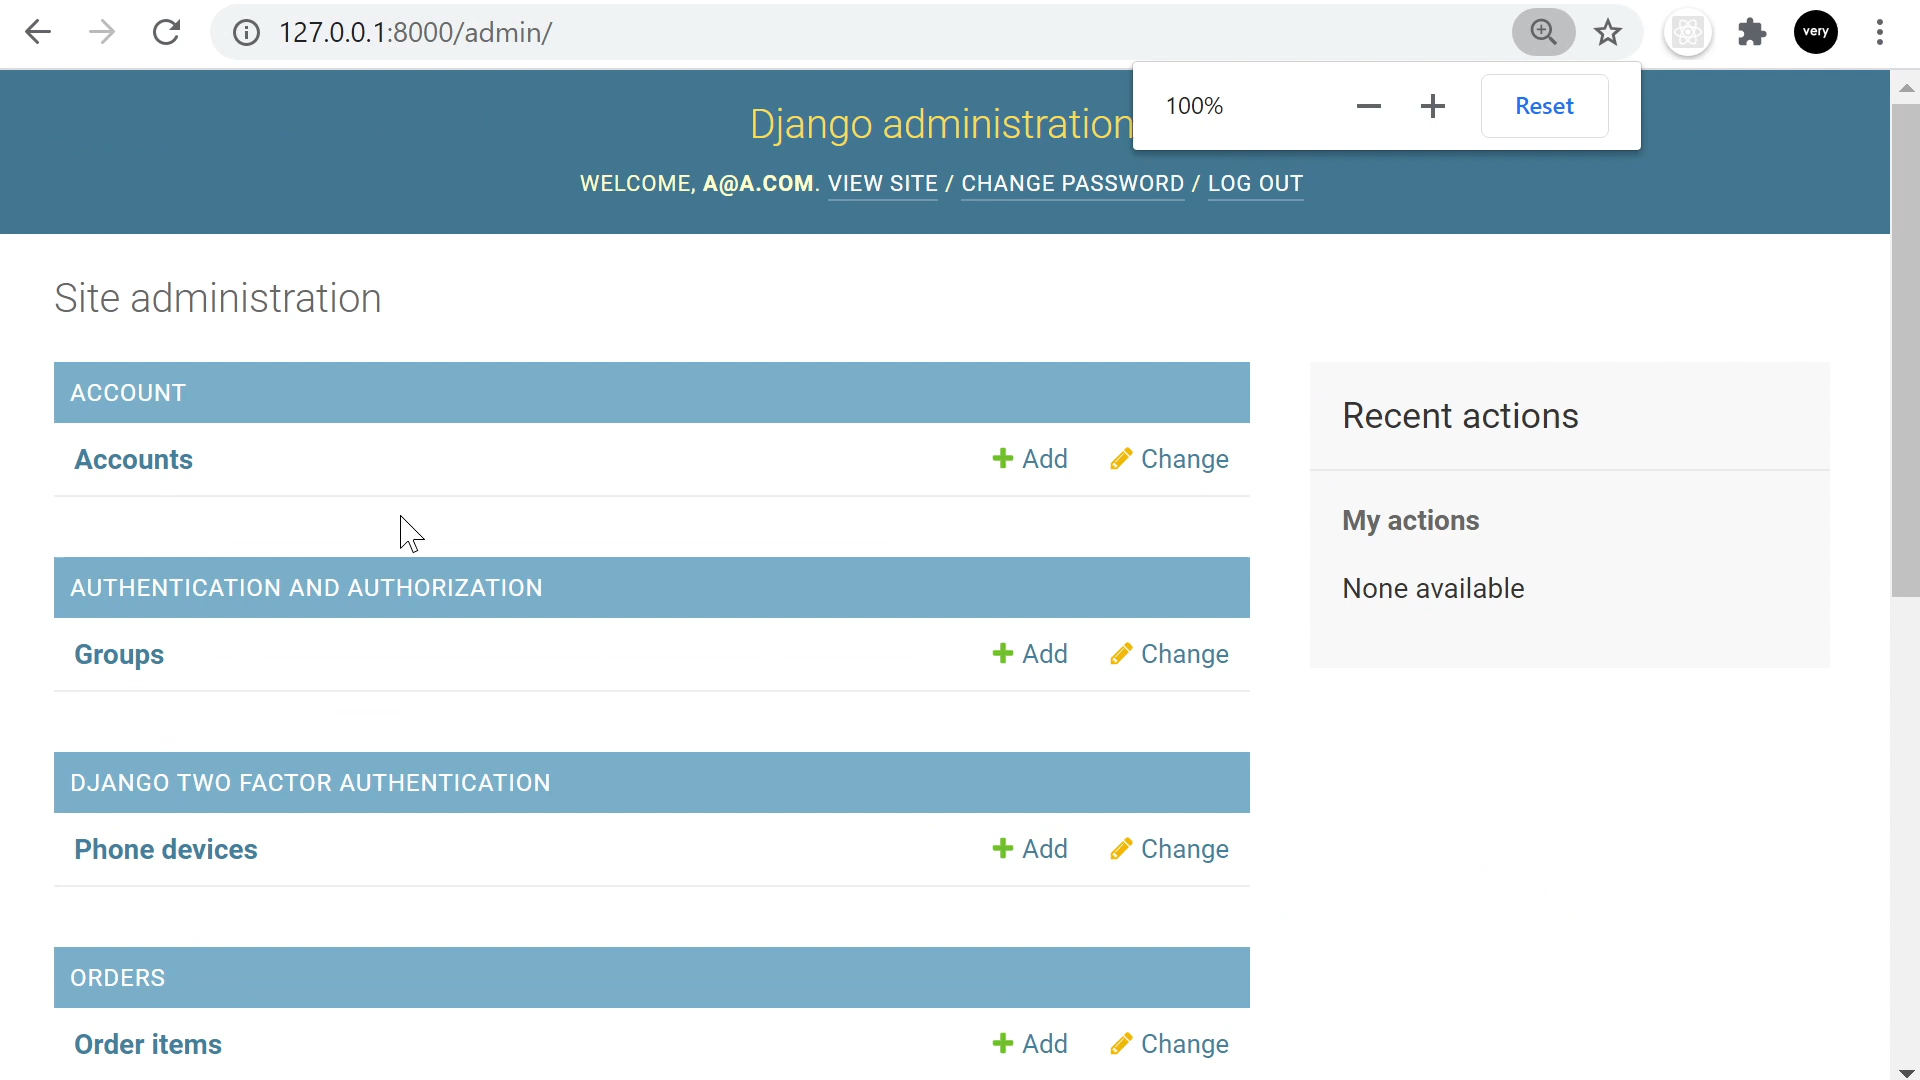 127.0.0.1:8000/admin/
very
100%
Reset
Django administration
WELCOME, A@A.COM. VIEW SITE / CHANGE PASSWORD / LOG OUT
Site administration
ACCOUNT
Accounts
Add
Change
AUTHENTICATION AND AUTHORIZATION
Groups
Add
Change
DJANGO TWO FACTOR AUTHENTICATION
Phone devices
Add
Change
ORDERS
Order items
Add
Change
Recent actions
My actions
None available